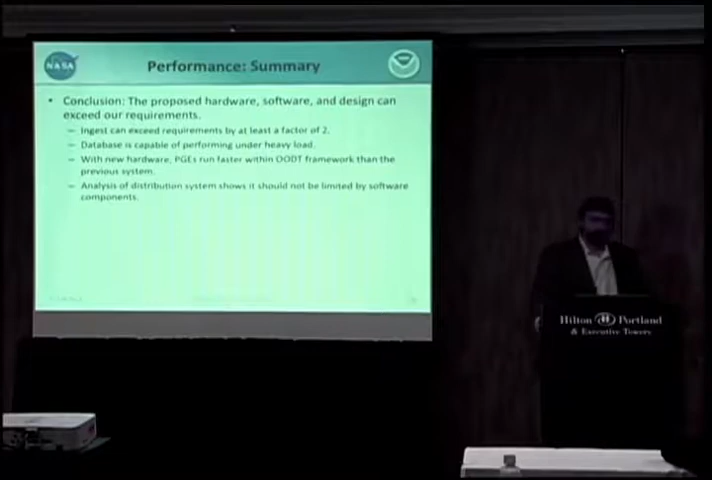 NASA
Performance: Summary
• Conclusion: The proposed hardware, software, and design can
exceed our requirements.
– Ingest can exceed requirements by at least a factor of 2.
– Database is capable of performing under heavy load.
– With new hardware, PGEs run faster within OODT framework than the
previous system.
– Analysis of distribution system shows it should not be limited by software
components.
Hilton Portland
& Executive Towers